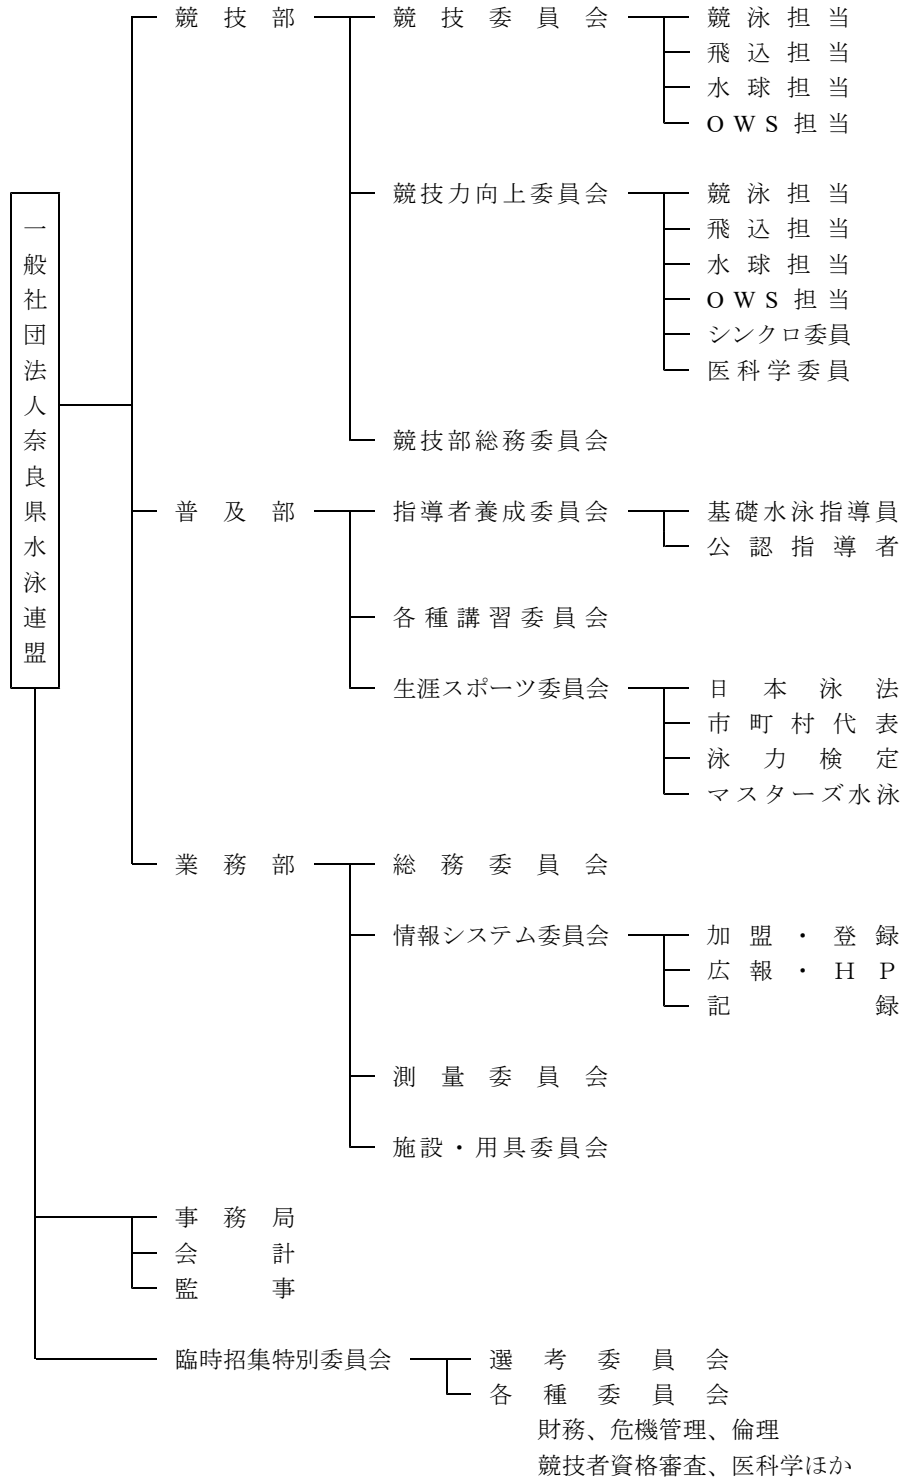 一般社団法人奈良県水泳連盟
競技部
競技委員会
競泳担当
飛込担当
水球担当
OWS担当
競技力向上委員会
競泳担当
飛込担当
水球担当
OWS担当
シンクロ委員
医科学委員
競技部総務委員会
普及部
指導者養成委員会
基礎水泳指導員
公認指導者
各種講習委員会
生涯スポーツ委員会
日本泳法
市町村代表
泳力検定
マスターズ水泳
業務部
総務委員会
情報システム委員会
加盟・登録
広報・ＨＰ
記録
測量委員会
施設・用具委員会
事務局
会計
監事
臨時招集特別委員会
選考委員会
各種委員会
財務、危機管理、倫理
競技者資格審査、医科学ほか